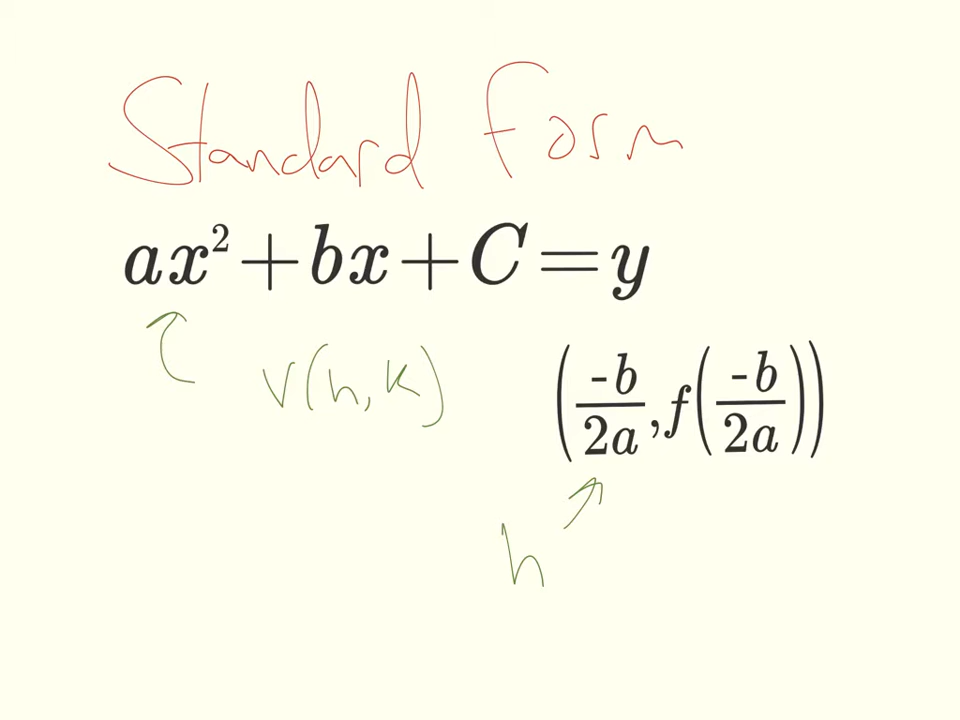 Standard Form
ax² + bx + C = y
V(h, k)
(-b/2a, f(-b/2a))
h